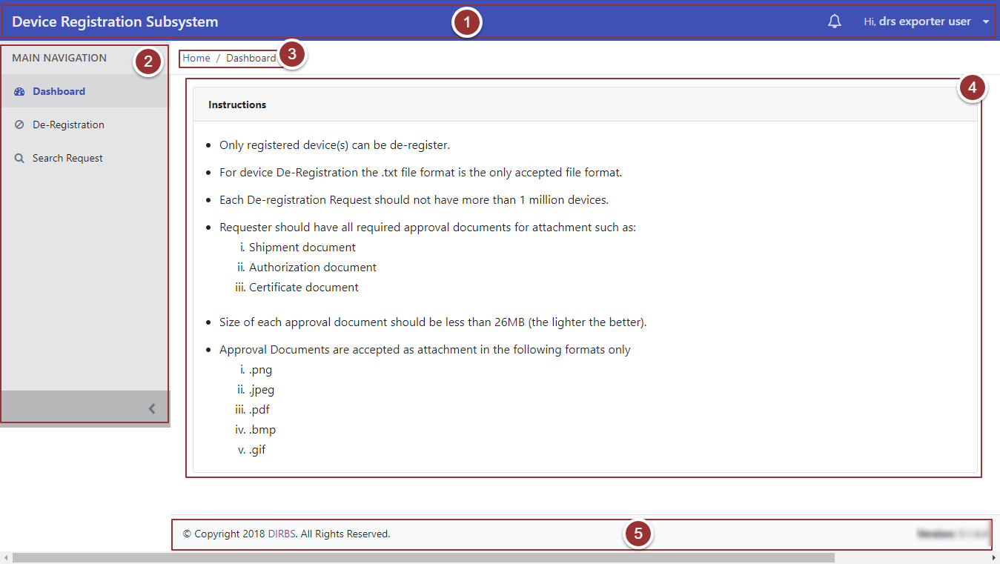 Device Registration Subsystem
1
Hi, drs exporter user
MAIN NAVIGATION
2
Dashboard
De-Registration
Search Request
Home / Dashboard
3
4
Instructions
• Only registered device(s) can be de-register.
• For device De-Registration the .txt file format is the only accepted file format.
• Each De-registration Request should not have more than 1 million devices.
• Requester should have all required approval documents for attachment such as:
i. Shipment document
ii. Authorization document
iii. Certificate document
• Size of each approval document should be less than 26MB (the lighter the better).
• Approval Documents are accepted as attachment in the following formats only
i. .png
ii. .jpeg
iii. .pdf
iv. .bmp
v. .gif
© Copyright 2018 DIRBS. All Rights Reserved.
5